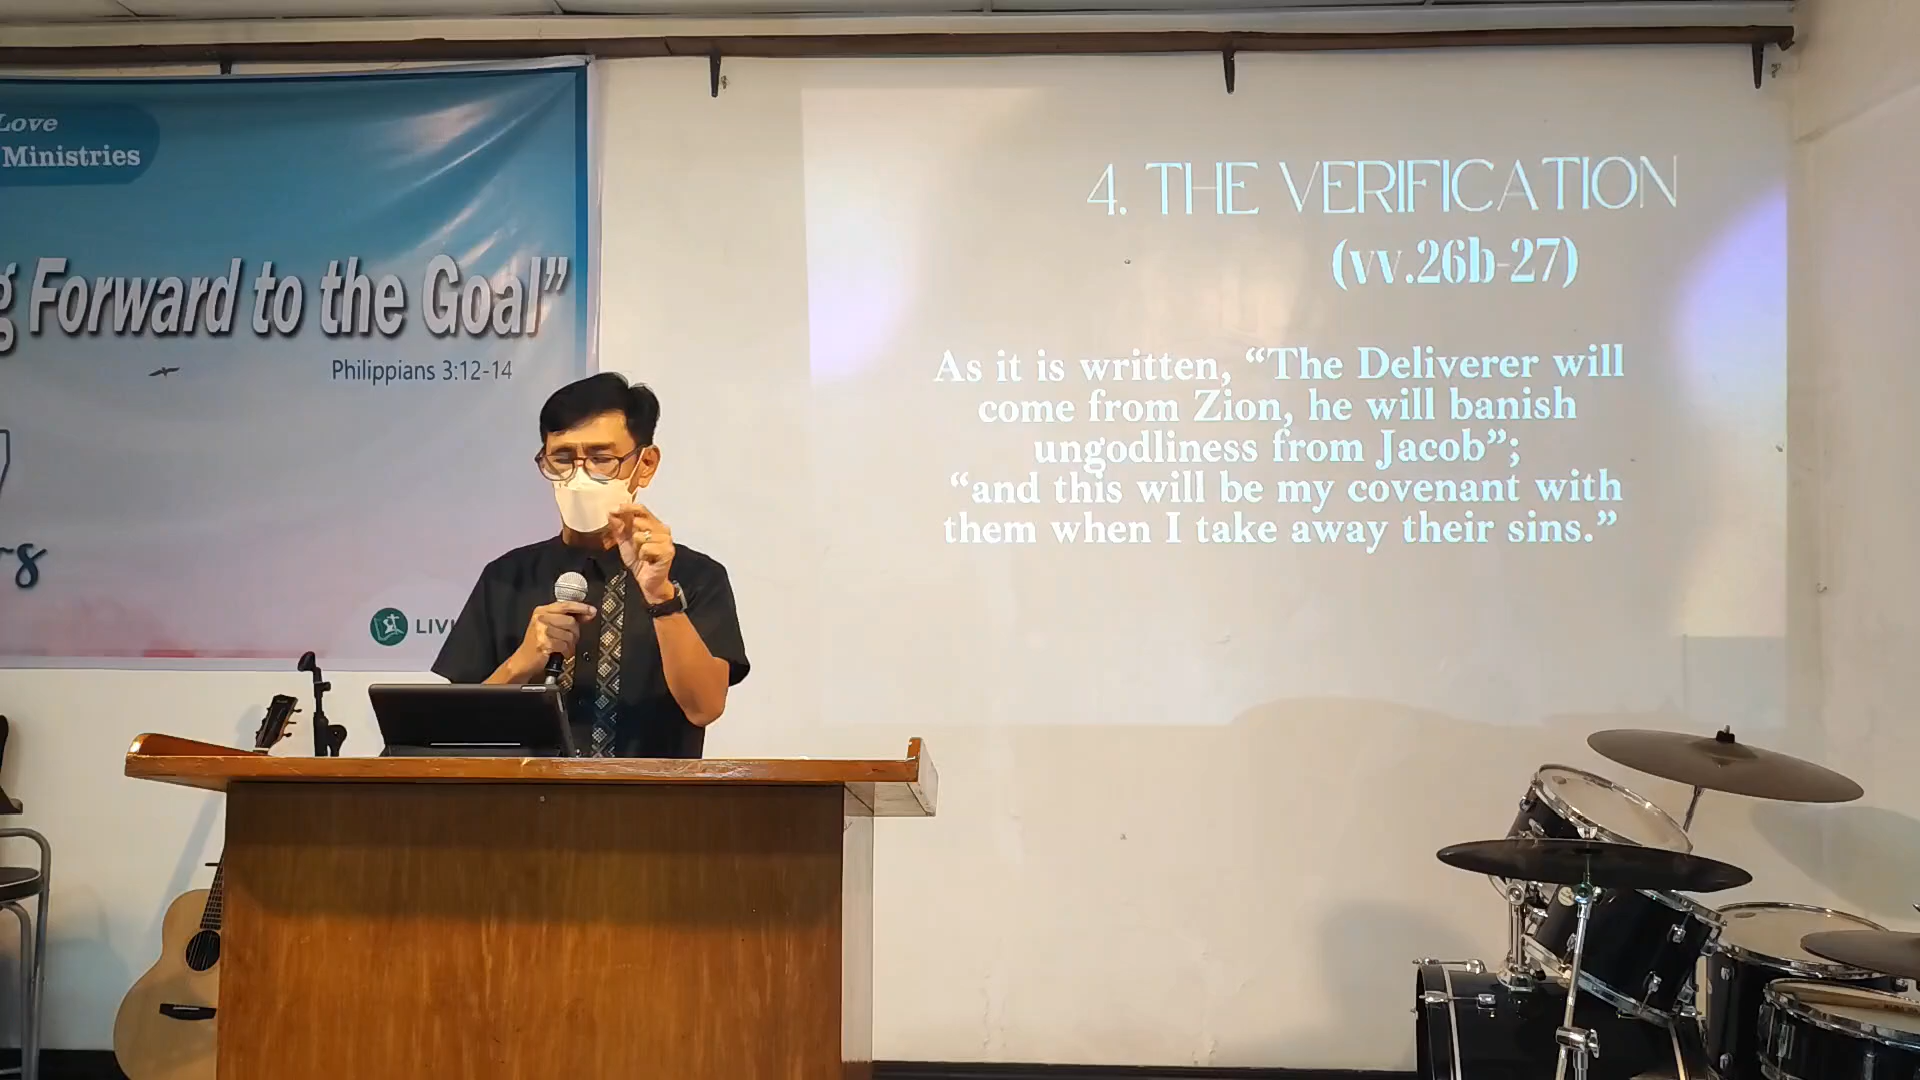 Love
Ministries
Forward to the Goal”
Philippians 3:12-14
rs
LIVI
4. THE VERIFICATION
(vv.26b-27)
As it is written, “The Deliverer will
come from Zion, he will banish
ungodliness from Jacob”;
“and this will be my covenant with
them when I take away their sins.”